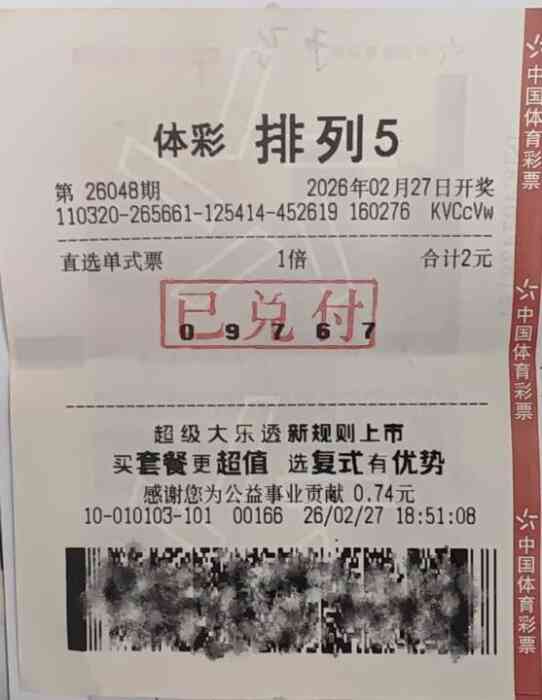 体彩 排列5
第 26048期 2026年02月27日开奖
110320-265661-125414-452619 160276 KVCcVw
直选单式票 1倍 合计2元
已兑付
0 9 7 6 7
超级大乐透新规则上市
买套餐更超值 选复式有优势
感谢您为公益事业贡献 0.74元
10-010103-101 00166 26/02/27 18:51:08
中国体育彩票
中国体育彩票
中国体育彩票